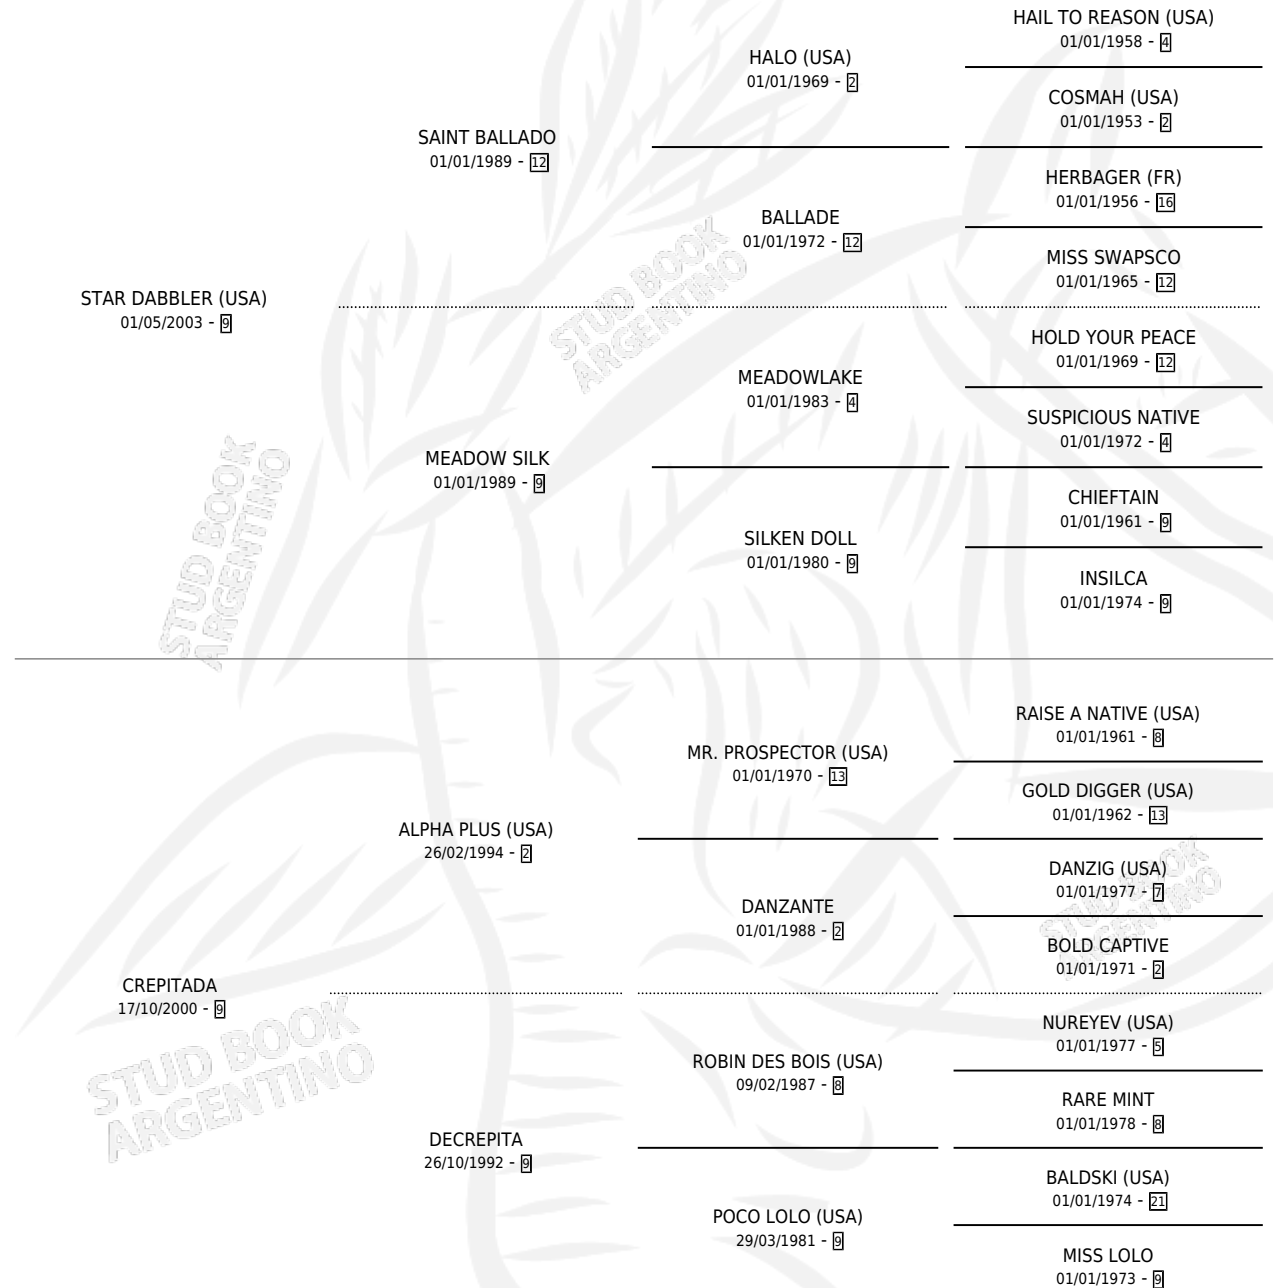 HAIL TO REASON (USA)
01/01/1958 - 4
HALO (USA)
01/01/1969 - 2
COSMAH (USA)
01/01/1953 - 2
SAINT BALLADO
01/01/1989 - 12
HERBAGER (FR)
01/01/1956 - 16
BALLADE
01/01/1972 - 12
MISS SWAPSCO
01/01/1965 - 12
STAR DABBLER (USA)
01/05/2003 - 9
HOLD YOUR PEACE
01/01/1969 - 12
MEADOWLAKE
01/01/1983 - 4
SUSPICIOUS NATIVE
01/01/1972 - 4
MEADOW SILK
01/01/1989 - 9
CHIEFTAIN
01/01/1961 - 9
SILKEN DOLL
01/01/1980 - 9
INSILCA
01/01/1974 - 9
RAISE A NATIVE (USA)
01/01/1961 - 8
MR. PROSPECTOR (USA)
01/01/1970 - 13
GOLD DIGGER (USA)
01/01/1962 - 13
ALPHA PLUS (USA)
26/02/1994 - 2
DANZIG (USA)
01/01/1977 - 7
DANZANTE
01/01/1988 - 2
BOLD CAPTIVE
01/01/1971 - 2
CREPITADA
17/10/2000 - 9
NUREYEV (USA)
01/01/1977 - 5
ROBIN DES BOIS (USA)
09/02/1987 - 8
RARE MINT
01/01/1978 - 8
DECREPITA
26/10/1992 - 9
BALDSKI (USA)
01/01/1974 - 21
POCO LOLO (USA)
29/03/1981 - 9
MISS LOLO
01/01/1973 - 9
STUD BOOK
ARGENTINO
STUD BOOK
ARGENTINO
STUD BOOK
ARGENTINO
STUD BOOK
ARGENTINO